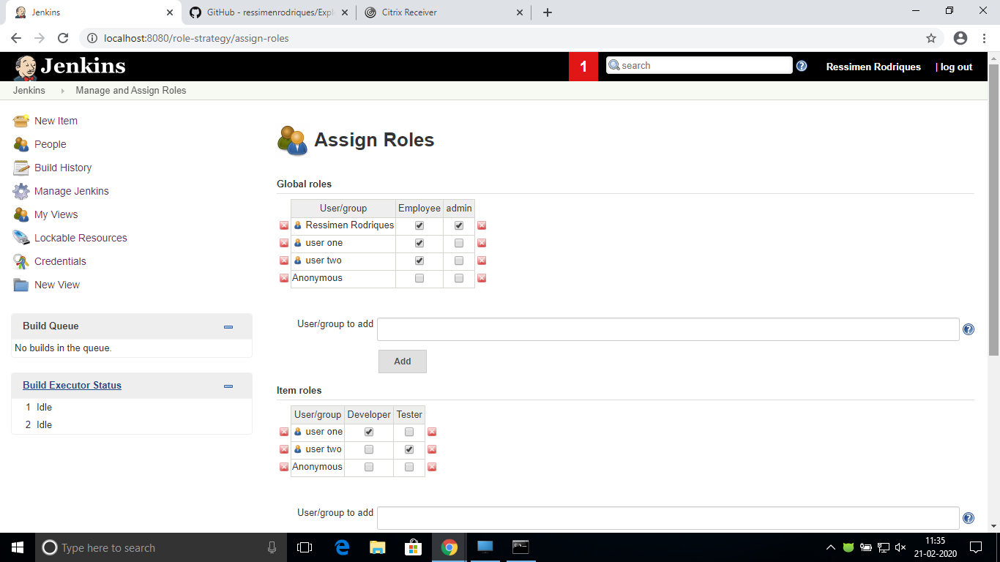 Jenkins
GitHub - ressimenrodriques/Expl
Citrix Receiver
localhost:8080/role-strategy/assign-roles
Jenkins
1
search
Ressimen Rodriques
| log out
Jenkins
Manage and Assign Roles
New Item
People
Build History
Manage Jenkins
My Views
Lockable Resources
Credentials
New View
Build Queue
No builds in the queue.
Build Executor Status
1 Idle
2 Idle
Assign Roles
Global roles
User/group Employee admin
Ressimen Rodriques
user one
user two
Anonymous
User/group to add
Add
Item roles
User/group Developer Tester
user one
user two
Anonymous
User/group to add
Type here to search
11:35
21-02-2020